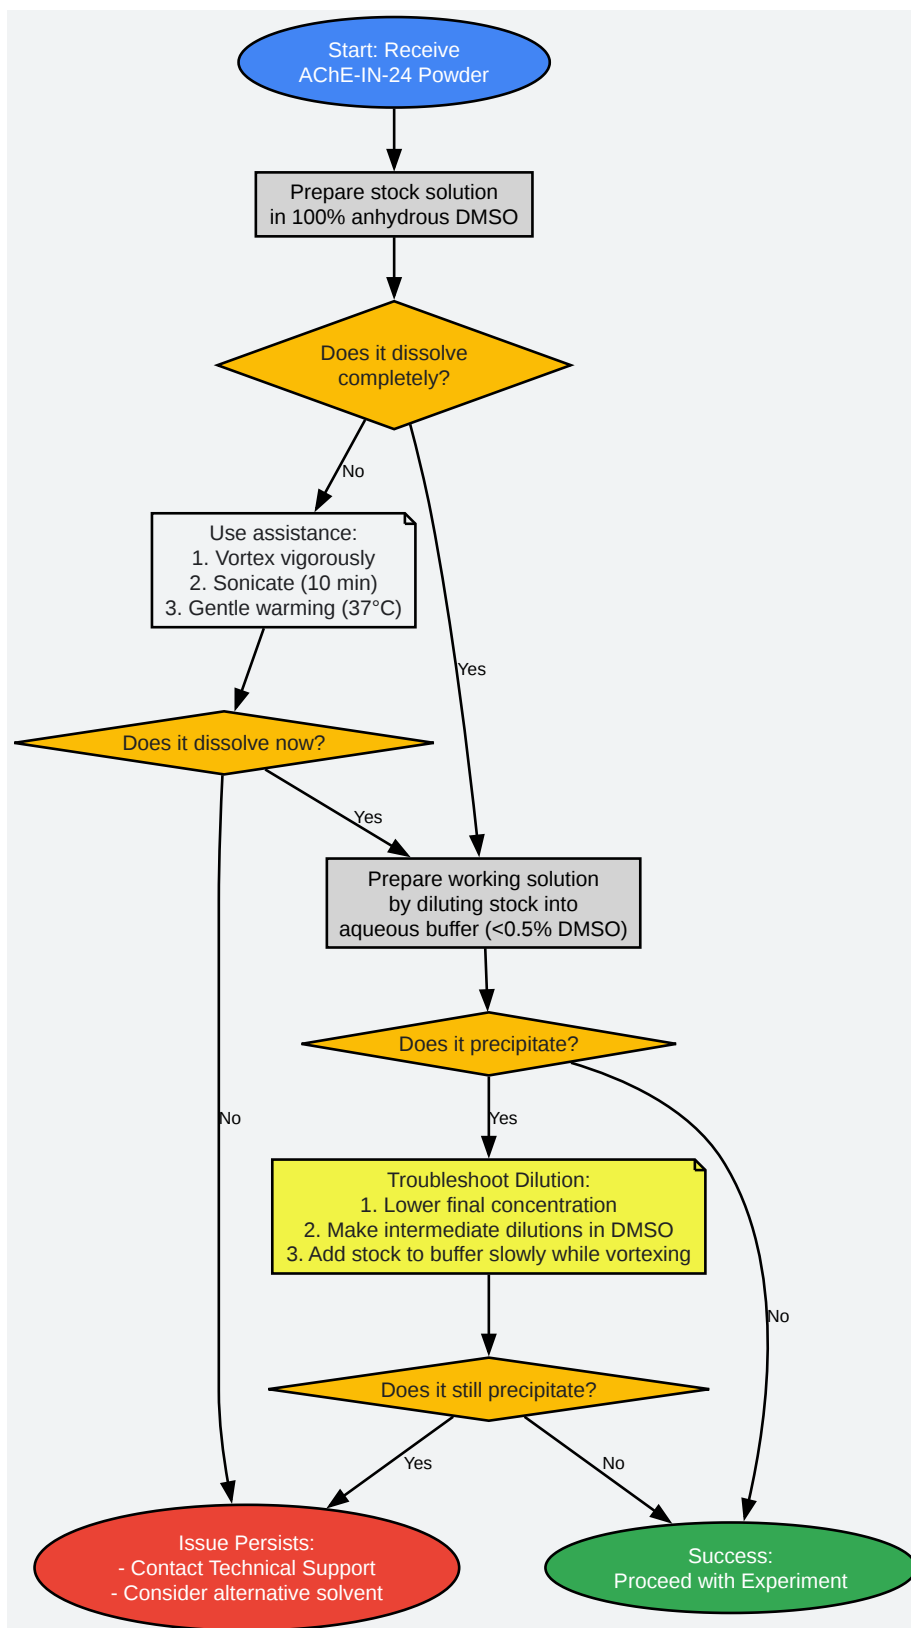 Start: Receive
AChE-IN-24 Powder
Prepare stock solution
in 100% anhydrous DMSO
Does it dissolve
completely?
No
Use assistance:
1. Vortex vigorously
2. Sonicate (10 min)
3. Gentle warming (37°C)
Yes
Does it dissolve now?
Yes
Prepare working solution
by diluting stock into
aqueous buffer (<0.5% DMSO)
Does it precipitate?
No
Yes
Troubleshoot Dilution:
1. Lower final concentration
2. Make intermediate dilutions in DMSO
3. Add stock to buffer slowly while vortexing
No
Does it still precipitate?
Yes
No
Issue Persists:
- Contact Technical Support
- Consider alternative solvent
Success:
Proceed with Experiment